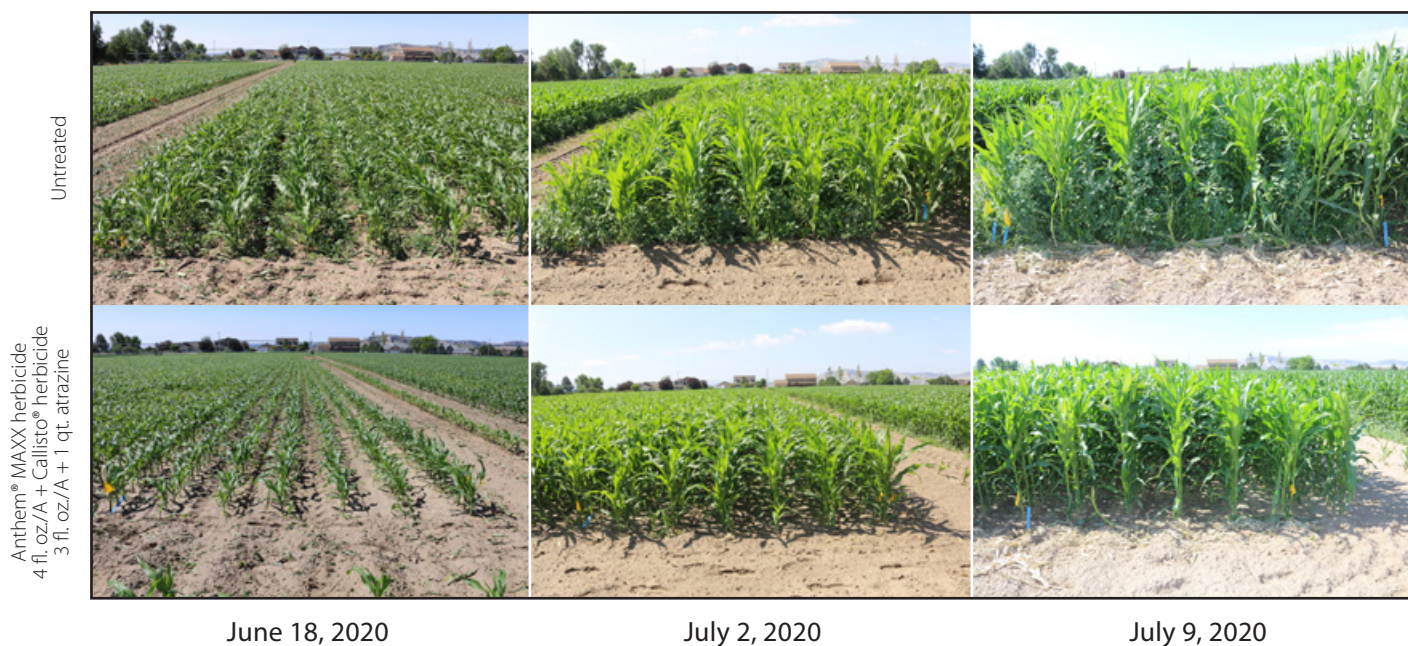 Untreated
Anthem® MAXX herbicide
4 fl. oz./A + Callisto® herbicide
3 fl. oz./A + 1 qt. atrazine
June 18, 2020
July 2, 2020
July 9, 2020